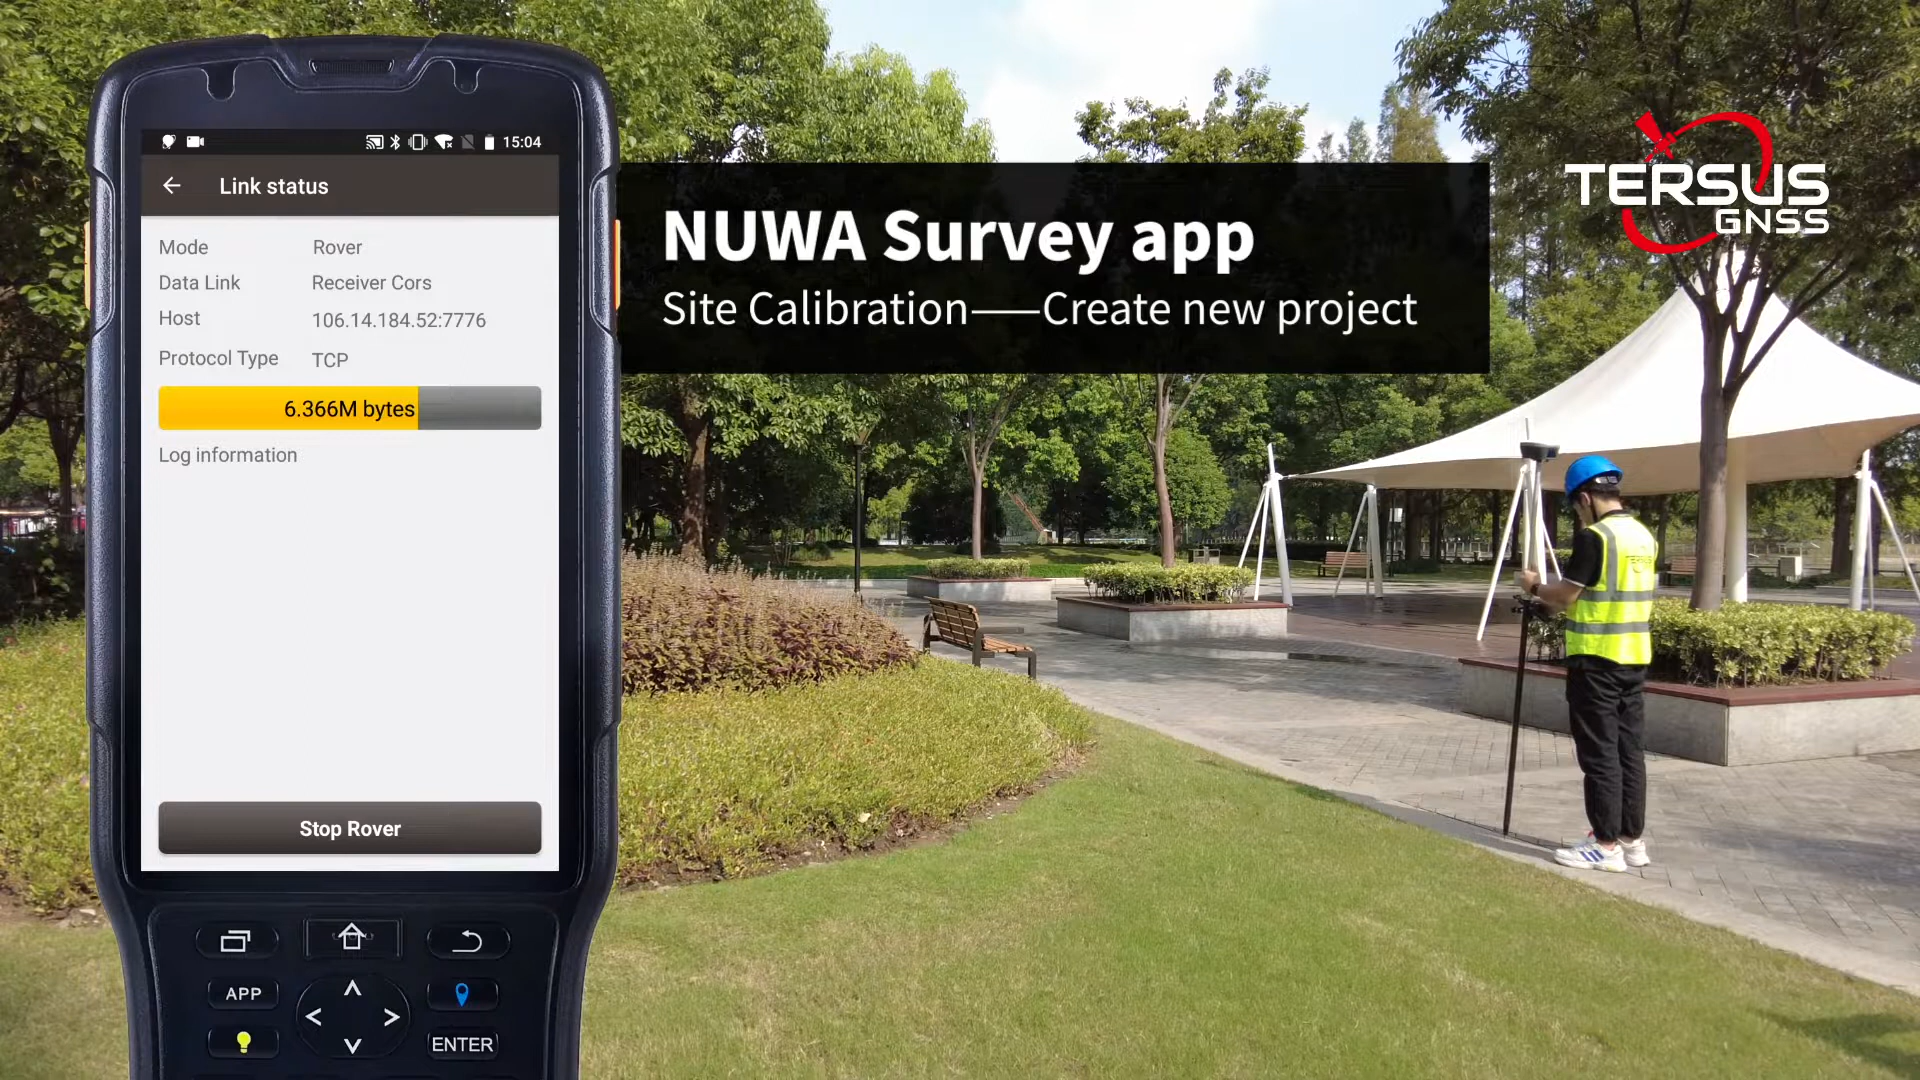 15:04
Link status
Mode Rover
Data Link Receiver Cors
Host 106.14.184.52:7776
Protocol Type TCP
6.366M bytes
Log information
Stop Rover
APP
ENTER
NUWA Survey app
Site Calibration——Create new project
TERSUS
GNSS
TERSUS